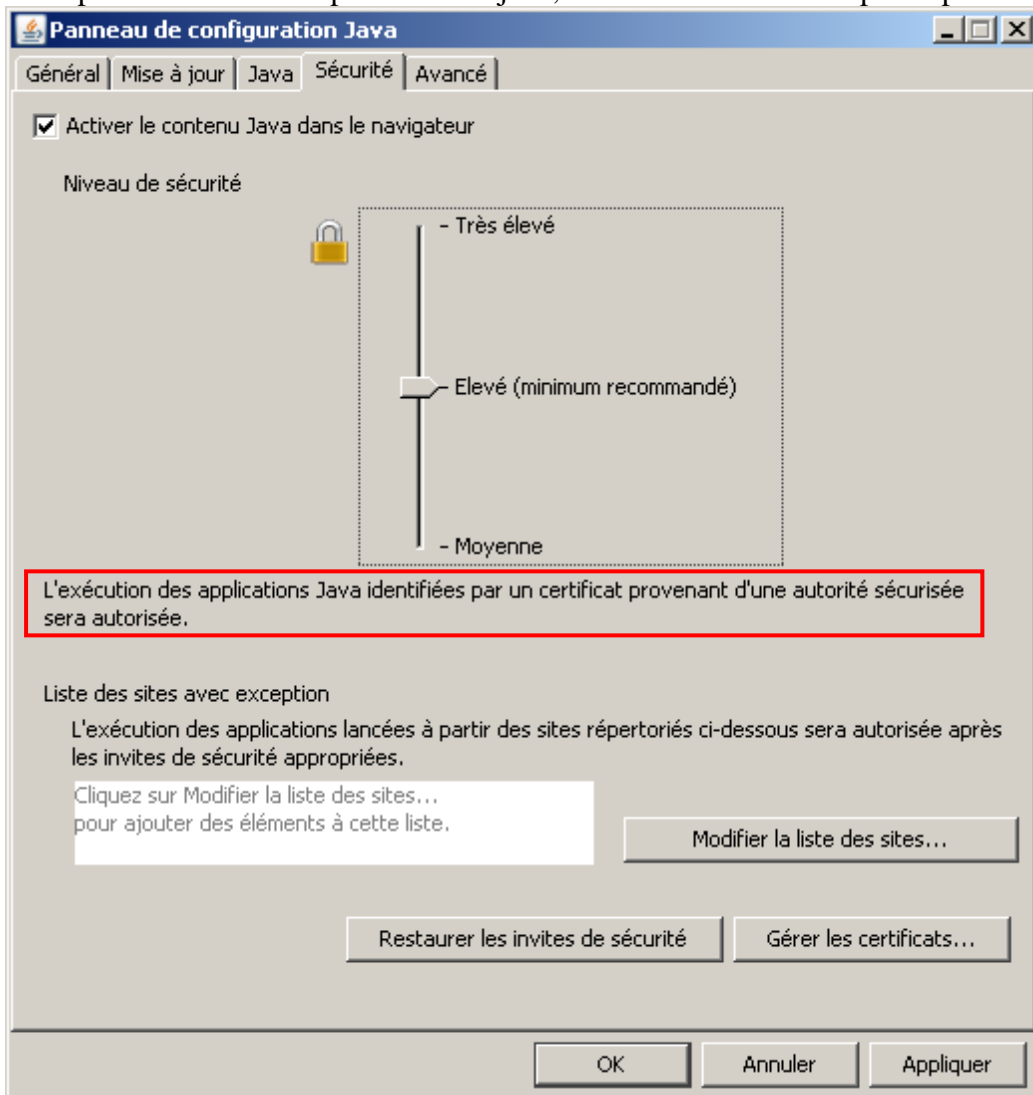 Panneau de configuration Java
Général Mise à jour Java Sécurité Avancé
Activer le contenu Java dans le navigateur
Niveau de sécurité
- Très élevé
- Elevé (minimum recommandé)
- Moyenne
L'exécution des applications Java identifiées par un certificat provenant d'une autorité sécurisée
sera autorisée.
Liste des sites avec exception
L'exécution des applications lancées à partir des sites répertoriés ci-dessous sera autorisée après
les invites de sécurité appropriées.
Cliquez sur Modifier la liste des sites...
pour ajouter des éléments à cette liste.
Modifier la liste des sites...
Restaurer les invites de sécurité Gérer les certificats...
OK Annuler Appliquer